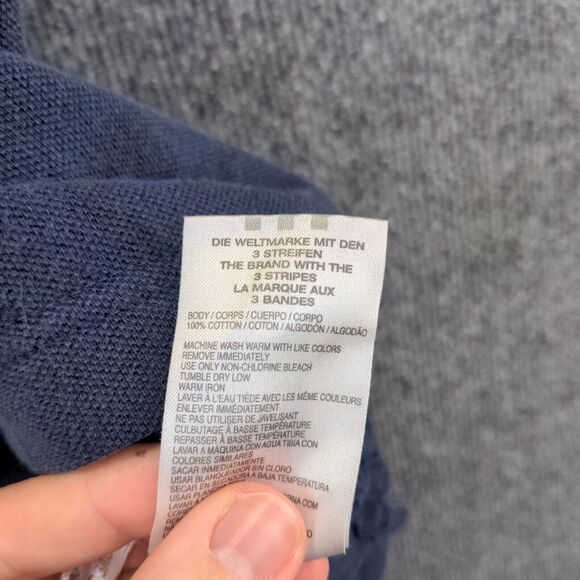 DIE WELTMARKE MIT DEN
3 STREIFEN
THE BRAND WITH THE
3 STRIPES
LA MARQUE AUX
3 BANDES
BODY / CORPS / CUERPO / CORPO
100% COTTON / COTON / ALGODÓN / ALGODÃO
MACHINE WASH WARM WITH LIKE COLORS
REMOVE IMMEDIATELY
USE ONLY NON-CHLORINE BLEACH
TUMBLE DRY LOW
WARM IRON
LAVER À L'EAU TIÈDE AVEC LES MÊME COULEURS
ENLEVER IMMÉDIATEMENT
NE PAS UTILISER DE JAVELISANT
CULBUTAGE À BASSE TEMPÉRATURE
REPASSER À BASSE TEMPÉRATURE
LAVAR A MÁQUINA CON AGUA TIBIA CON
COLORES SIMILARES
SACAR INMEDIATAMENTE
USAR BLANQUEADOR SIN CLORO
SECAR EN SECADORA A BAJA TEMPERATURA
USAR
LAVAR